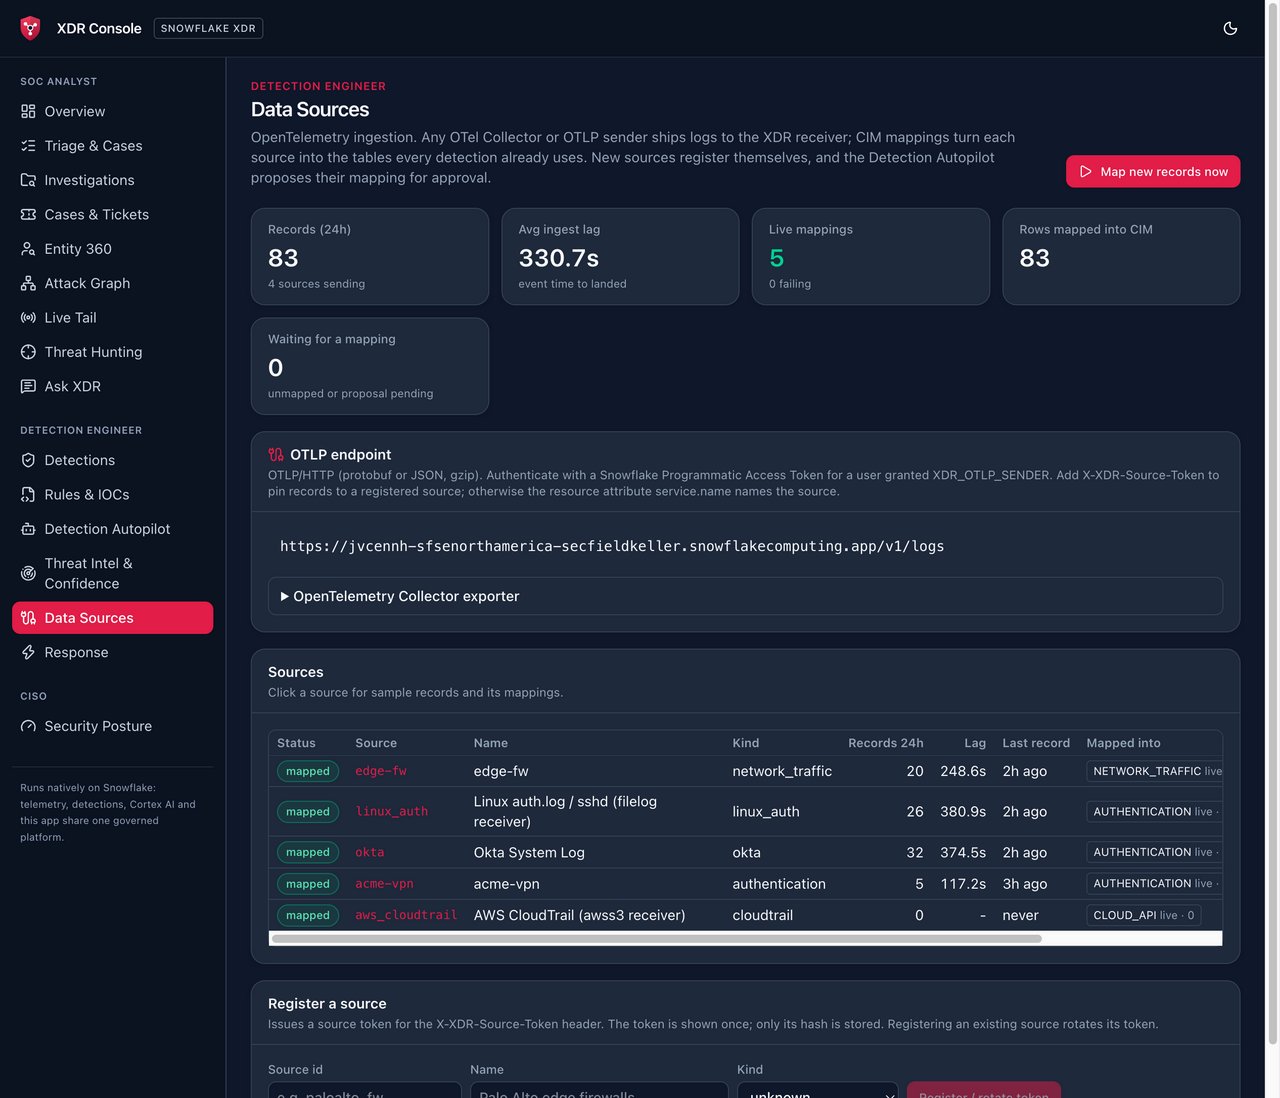 XDR Console
SNOWFLAKE XDR
SOC ANALYST
Overview
Triage & Cases
Investigations
Cases & Tickets
Entity 360
Attack Graph
Live Tail
Threat Hunting
Ask XDR
DETECTION ENGINEER
Detections
Rules & IOCs
Detection Autopilot
Threat Intel &
Confidence
Data Sources
Response
CISO
Security Posture
Runs natively on Snowflake:
telemetry, detections, Cortex AI and
this app share one governed
platform.
DETECTION ENGINEER
Data Sources
OpenTelemetry ingestion. Any OTel Collector or OTLP sender ships logs to the XDR receiver; CIM mappings turn each
source into the tables every detection already uses. New sources register themselves, and the Detection Autopilot
proposes their mapping for approval.
Map new records now
Records (24h)
83
4 sources sending
Avg ingest lag
330.7s
event time to landed
Live mappings
5
0 failing
Rows mapped into CIM
83
Waiting for a mapping
0
unmapped or proposal pending
OTLP endpoint
OTLP/HTTP (protobuf or JSON, gzip). Authenticate with a Snowflake Programmatic Access Token for a user granted XDR_OTLP_SENDER. Add X-XDR-Source-Token to
pin records to a registered source; otherwise the resource attribute service.name names the source.
https://jvcennh-sfsenorthamerica-secfieldkeller.snowflakecomputing.app/v1/logs
OpenTelemetry Collector exporter
Sources
Click a source for sample records and its mappings.
Status Source Name Kind Records 24h Lag Last record Mapped into
mapped edge-fw edge-fw network_traffic 20 248.6s 2h ago NETWORK_TRAFFIC live
mapped linux_auth Linux auth.log / sshd (filelog receiver) linux_auth 26 380.9s 2h ago AUTHENTICATION live ·
mapped okta Okta System Log okta 32 374.5s 2h ago AUTHENTICATION live ·
mapped acme-vpn acme-vpn authentication 5 117.2s 3h ago AUTHENTICATION live ·
mapped aws_cloudtrail AWS CloudTrail (awss3 receiver) cloudtrail 0 - never CLOUD_API live · 0
Register a source
Issues a source token for the X-XDR-Source-Token header. The token is shown once; only its hash is stored. Registering an existing source rotates its token.
Source id Name Kind
e.g. paloalto_fw Palo Alto edge firewalls unknown Register / rotate token